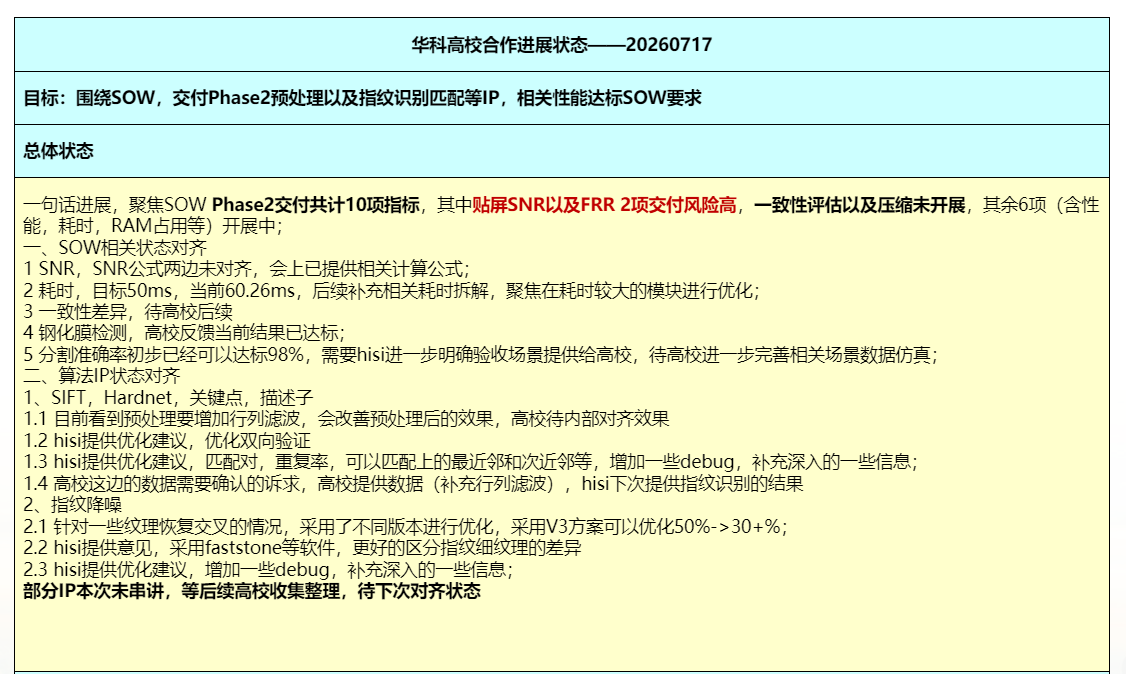 华科高校合作进展状态——20260717
目标：围绕SOW，交付Phase2预处理以及指纹识别匹配等IP，相关性能达标SOW要求
总体状态
一句话进展，聚焦SOW Phase2交付共计10项指标，其中贴屏SNR以及FRR 2项交付风险高，一致性评估以及压缩未开展，其余6项（含性
能，耗时，RAM占用等）开展中；
一、SOW相关状态对齐
1 SNR，SNR公式两边未对齐，会上已提供相关计算公式；
2 耗时，目标50ms，当前60.26ms，后续补充相关耗时拆解，聚焦在耗时较大的模块进行优化；
3 一致性差异，待高校后续
4 钢化膜检测，高校反馈当前结果已达标；
5 分割准确率初步已经可以达标98%，需要hisi进一步明确验收场景提供给高校，待高校进一步完善相关场景数据仿真；
二、算法IP状态对齐
1、SIFT，Hardnet，关键点，描述子
1.1 目前看到预处理要增加行列滤波，会改善预处理后的效果，高校待内部对齐效果
1.2 hisi提供优化建议，优化双向验证
1.3 hisi提供优化建议，匹配对，重复率，可以匹配上的最近邻和次近邻等，增加一些debug，补充深入的一些信息；
1.4 高校这边的数据需要确认的诉求，高校提供数据（补充行列滤波），hisi下次提供指纹识别的结果
2、指纹降噪
2.1 针对一些纹理恢复交叉的情况，采用了不同版本进行优化，采用V3方案可以优化50%->30+%；
2.2 hisi提供意见，采用faststone等软件，更好的区分指纹细纹理的差异
2.3 hisi提供优化建议，增加一些debug，补充深入的一些信息；
部分IP本次未串讲，等后续高校收集整理，待下次对齐状态